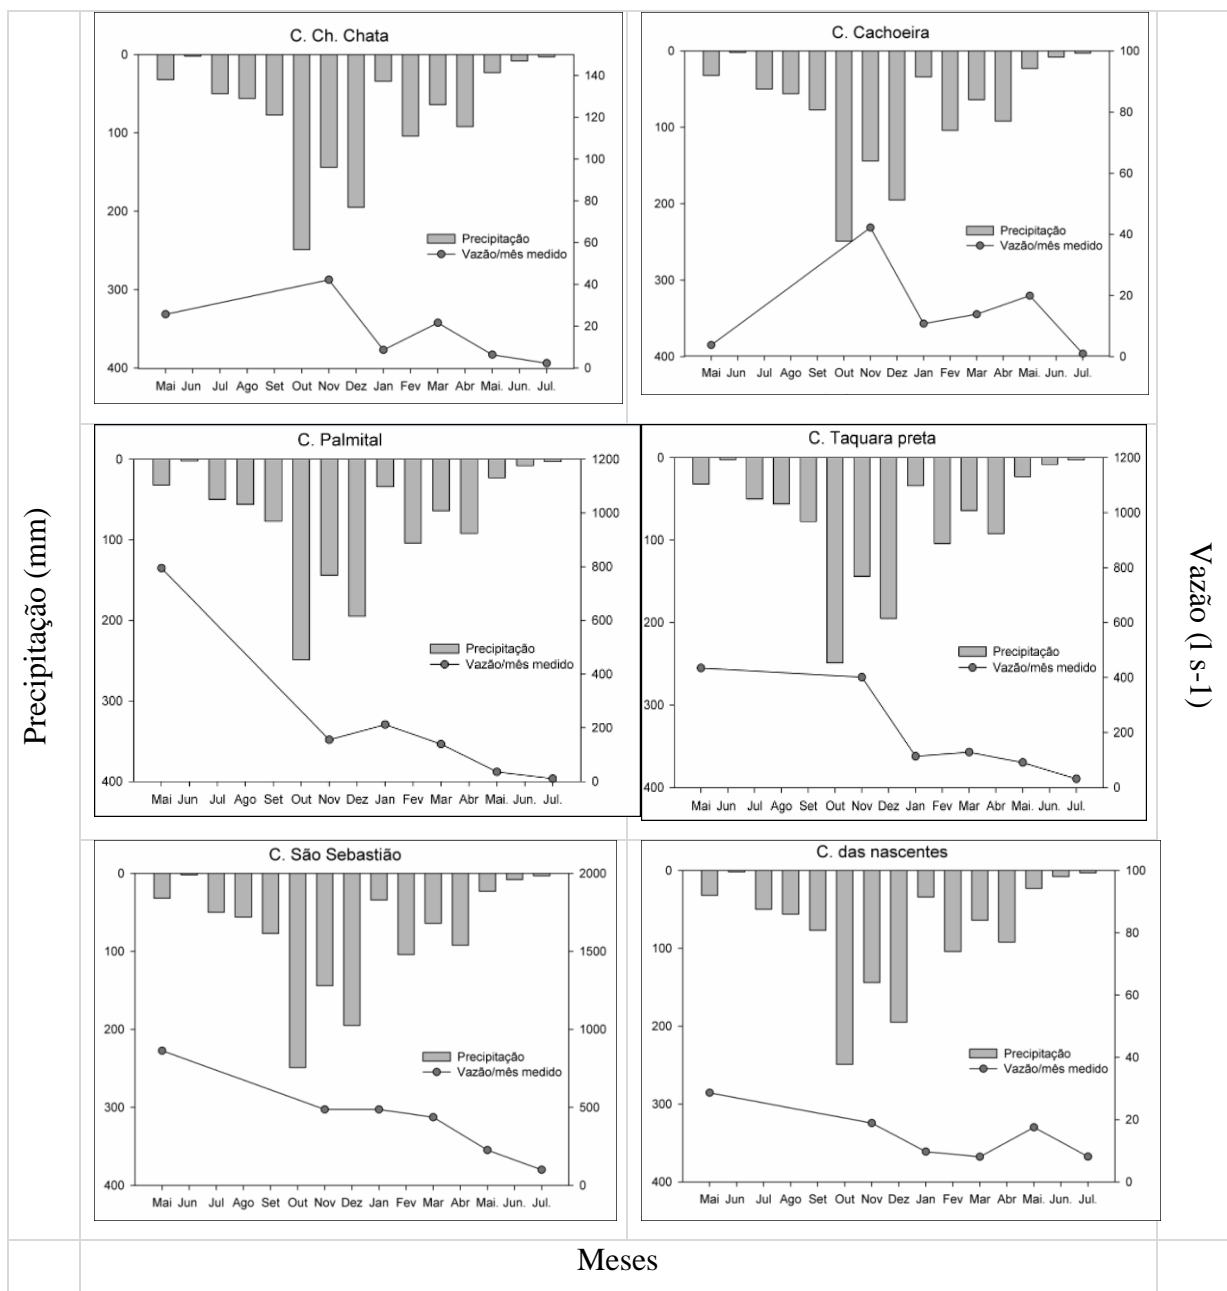 C. Ch. Chata
0
100
200
300
400
140
120
100
80
60
40
20
0
Precipitação
Vazão/mês medido
Mai Jun Jul Ago Set Out Nov Dez Jan Fev Mar Abr Mai. Jun. Jul.
C. Cachoeira
0
100
200
300
400
100
80
60
40
20
0
Precipitação
Vazão/mês medido
Mai Jun Jul Ago Set Out Nov Dez Jan Fev Mar Abr Mai. Jun. Jul.
C. Palmital
0
100
200
300
400
1200
1000
800
600
400
200
0
Precipitação
Vazão/mês medido
Mai Jun Jul Ago Set Out Nov Dez Jan Fev Mar Abr Mai. Jun. Jul.
C. Taquara preta
0
100
200
300
400
1200
1000
800
600
400
200
0
Precipitação
Vazão/mês medido
Mai Jun Jul Ago Set Out Nov Dez Jan Fev Mar Abr Mai. Jun. Jul.
C. São Sebastião
0
100
200
300
400
2000
1500
1000
500
0
Precipitação
Vazão/mês medido
Mai Jun Jul Ago Set Out Nov Dez Jan Fev Mar Abr Mai. Jun. Jul.
C. das nascentes
0
100
200
300
400
100
80
60
40
20
0
Precipitação
Vazão/mês medido
Mai Jun Jul Ago Set Out Nov Dez Jan Fev Mar Abr Mai. Jun. Jul.
Precipitação (mm)
Vazão (l s-1)
Meses